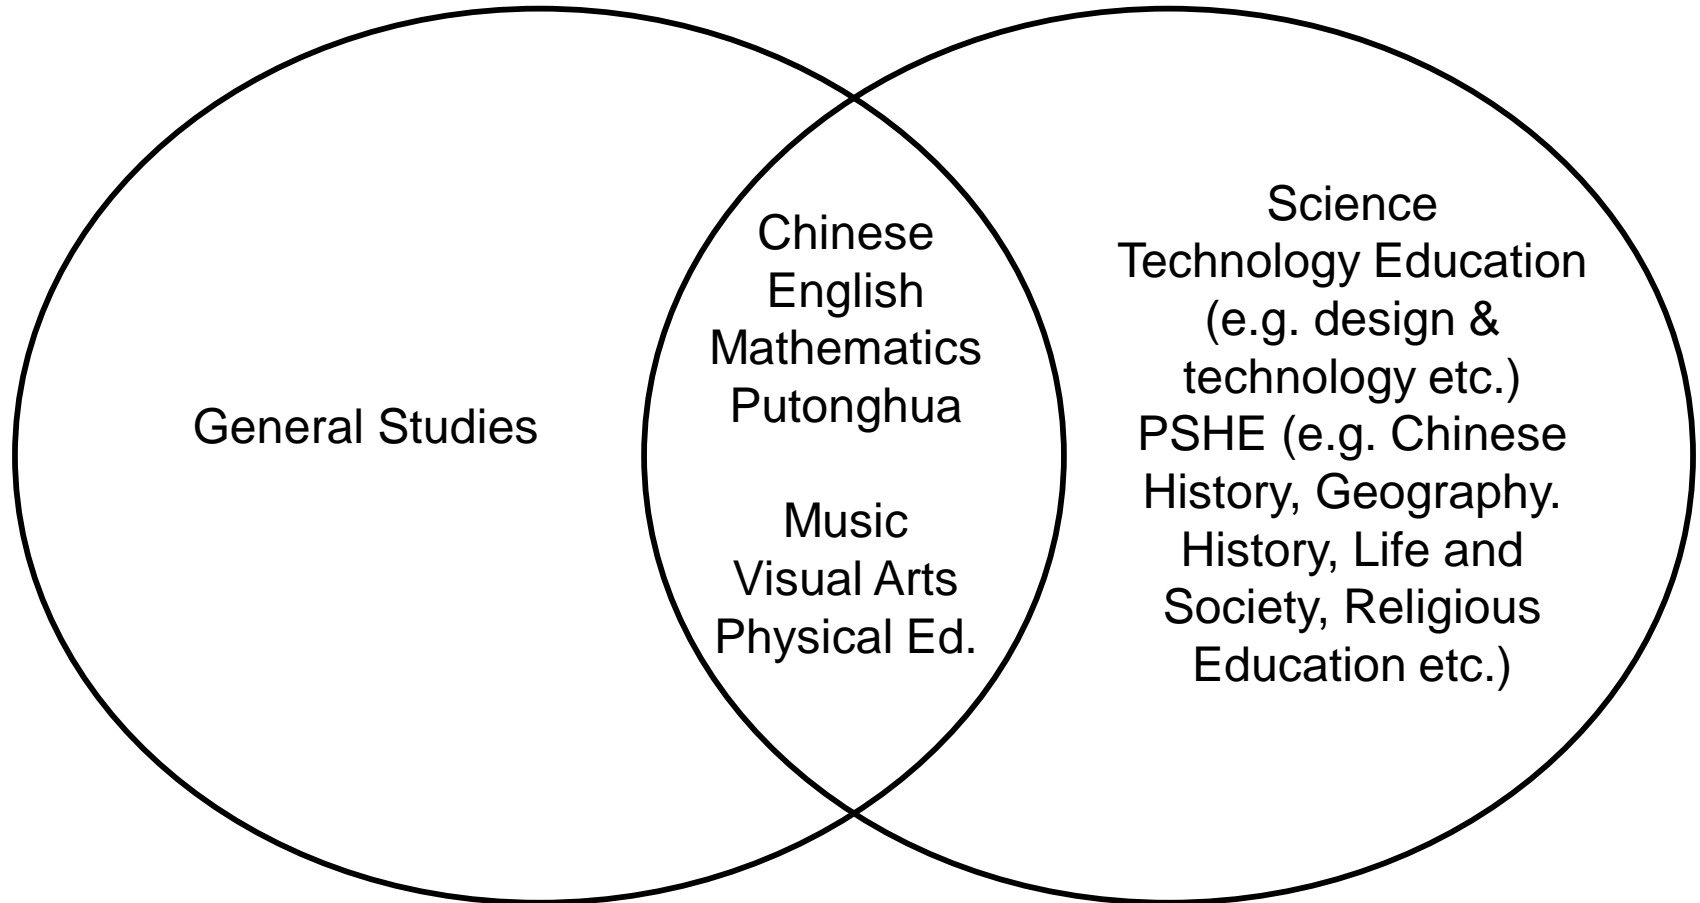 General Studies
Chinese
English
Mathematics
Putonghua
Music
Visual Arts
Physical Ed.
Science
Technology Education
(e.g. design &
technology etc.)
PSHE (e.g. Chinese
History, Geography.
History, Life and
Society, Religious
Education etc.)